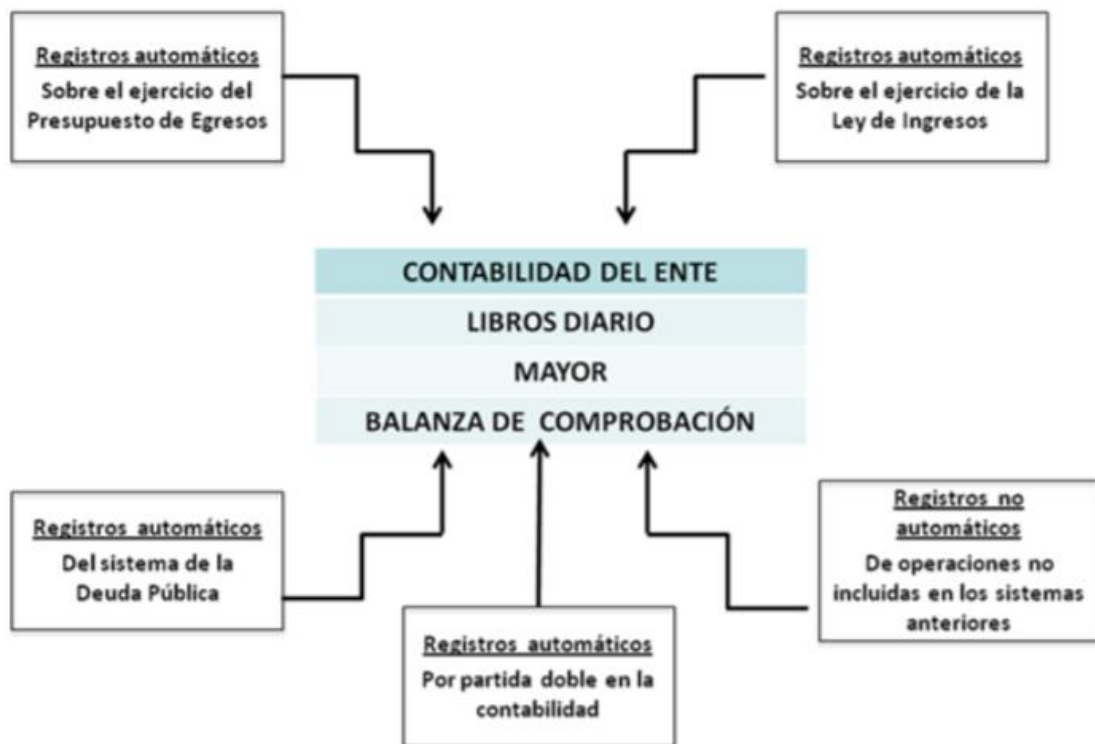 Registros automáticos
Sobre el ejercicio del
Presupuesto de Egresos
Registros automáticos
Sobre el ejercicio de la
Ley de Ingresos
CONTABILIDAD DEL ENTE
LIBROS DIARIO
MAYOR
BALANZA DE COMPROBACIÓN
Registros automáticos
Del sistema de la
Deuda Pública
Registros automáticos
Por partida doble en la
contabilidad
Registros no
automáticos
De operaciones no
incluidas en los sistemas
anteriores